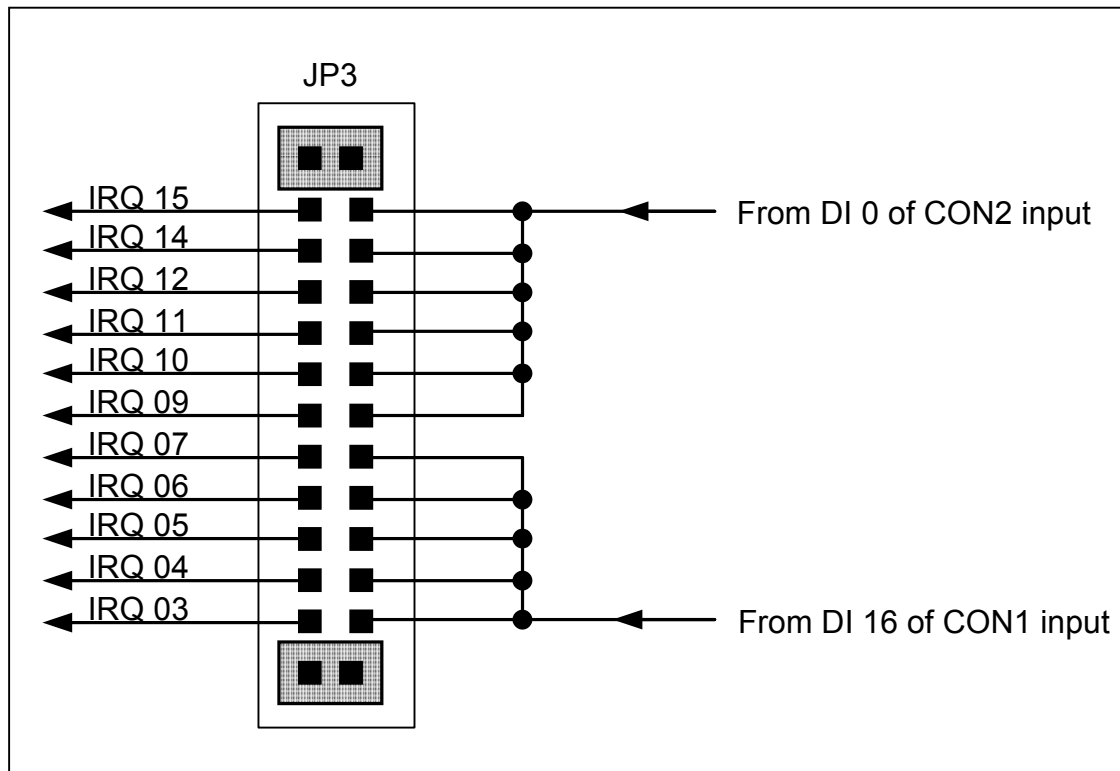 JP3
IRQ 15
From DI 0 of CON2 input
IRQ 14
IRQ 12
IRQ 11
IRQ 10
IRQ 09
IRQ 07
IRQ 06
IRQ 05
IRQ 04
IRQ 03
From DI 16 of CON1 input